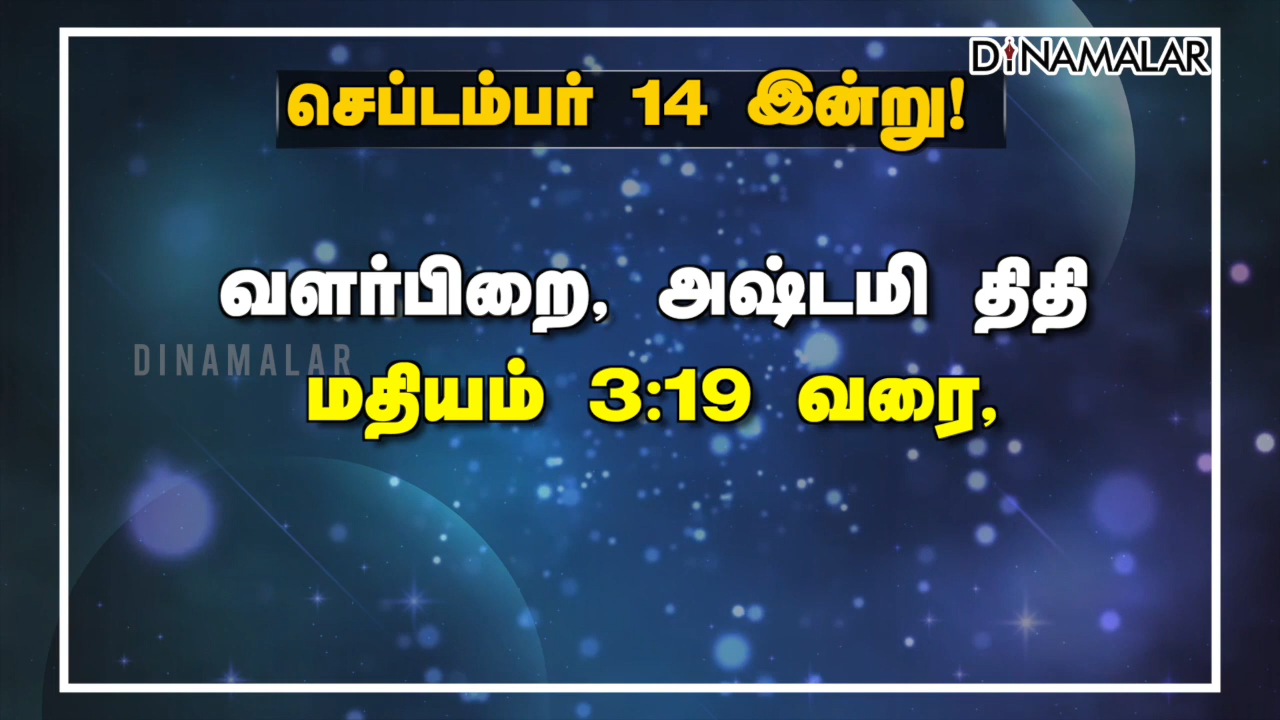 DINAMALAR
செப்டம்பர் 14 இன்று!
வளர்பிறை, அஷ்டமி திதி
DINAMALAR
மதியம் 3:19 வரை,